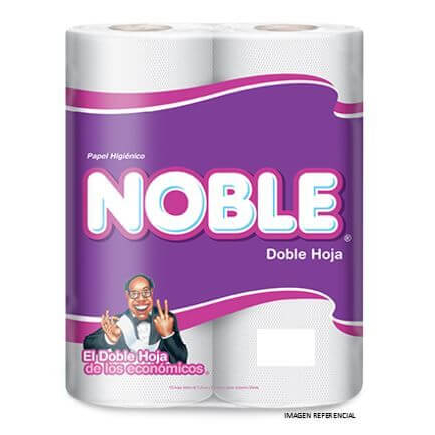 Papel Higiénico
NOBLE®
Doble Hoja
El Doble Hoja
de los económicos.
IMAGEN REFERENCIAL